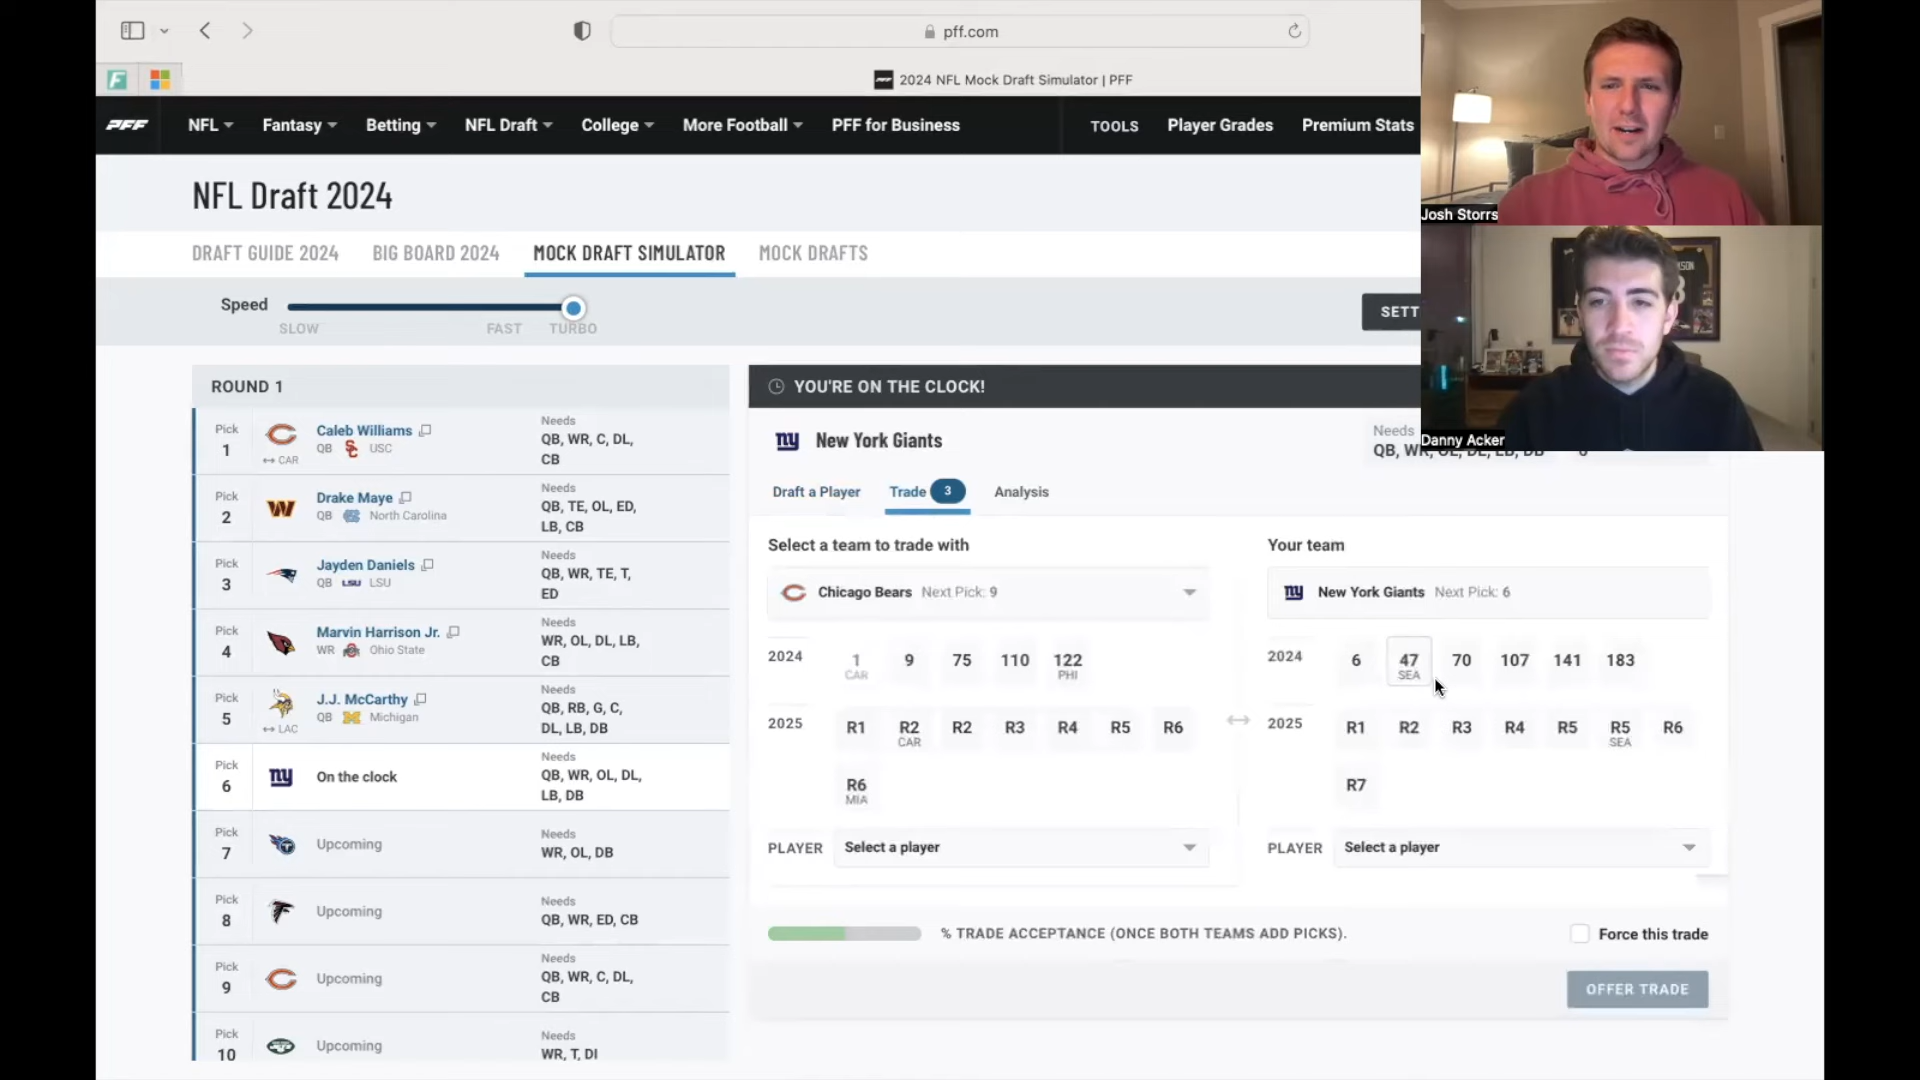 pff.com
2024 NFL Mock Draft Simulator | PFF
PFF NFL Fantasy Betting NFL Draft College More Football PFF for Business TOOLS Player Grades Premium Stats
NFL Draft 2024
DRAFT GUIDE 2024 BIG BOARD 2024 MOCK DRAFT SIMULATOR MOCK DRAFTS
Speed
SLOW FAST TURBO
SETT
Josh Storrs
Danny Acker
ROUND 1
Pick 1
CAR
Caleb Williams
QB SC USC
Needs
QB, WR, C, DL,
CB
Pick 2
W
Drake Maye
QB North Carolina
Needs
QB, TE, OL, ED,
LB, CB
Pick 3
Jayden Daniels
QB LSU LSU
Needs
QB, WR, TE, T,
ED
Pick 4
Marvin Harrison Jr.
WR Ohio State
Needs
WR, OL, DL, LB,
CB
Pick 5
LAC
J.J. McCarthy
QB Michigan
Needs
QB, RB, G, C,
DL, LB, DB
Pick 6
ny
On the clock
Needs
QB, WR, OL, DL,
LB, DB
Pick 7
Upcoming
Needs
WR, OL, DB
Pick 8
Upcoming
Needs
QB, WR, ED, CB
Pick 9
Upcoming
Needs
QB, WR, C, DL,
CB
Pick 10
Upcoming
Needs
WR, T, DI
YOU'RE ON THE CLOCK!
ny New York Giants
Needs
Draft a Player Trade 3 Analysis
Select a team to trade with
Chicago Bears Next Pick: 9
2024 1 CAR 9 75 110 122 PHI
2025 R1 R2 CAR R2 R3 R4 R5 R6
R6 MIA
PLAYER Select a player
Your team
ny New York Giants Next Pick: 6
2024 6 47 SEA 70 107 141 183
2025 R1 R2 R3 R4 R5 R5 SEA R6
R7
PLAYER Select a player
% TRADE ACCEPTANCE (ONCE BOTH TEAMS ADD PICKS).
Force this trade
OFFER TRADE